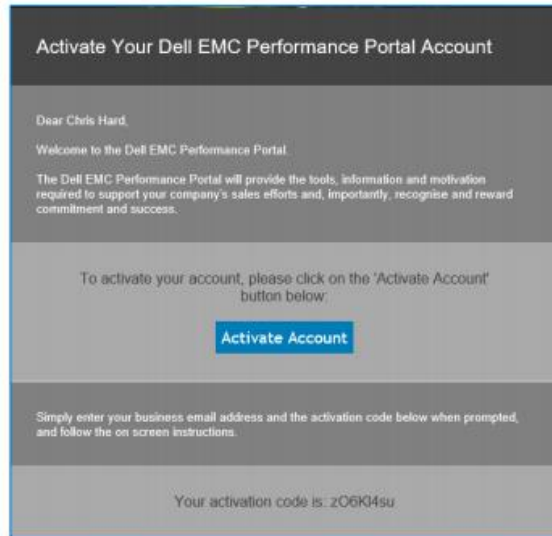 Activate Your Dell EMC Performance Portal Account
Dear Chris Hard,
Welcome to the Dell EMC Performance Portal.
The Dell EMC Performance Portal will provide the tools, information and motivation
required to support your company's sales efforts and, importantly, recognise and reward
commitment and success.
To activate your account, please click on the 'Activate Account'
button below:
Activate Account
Simply enter your business email address and the activation code below when prompted,
and follow the on screen instructions.
Your activation code is: zO6Kl4su